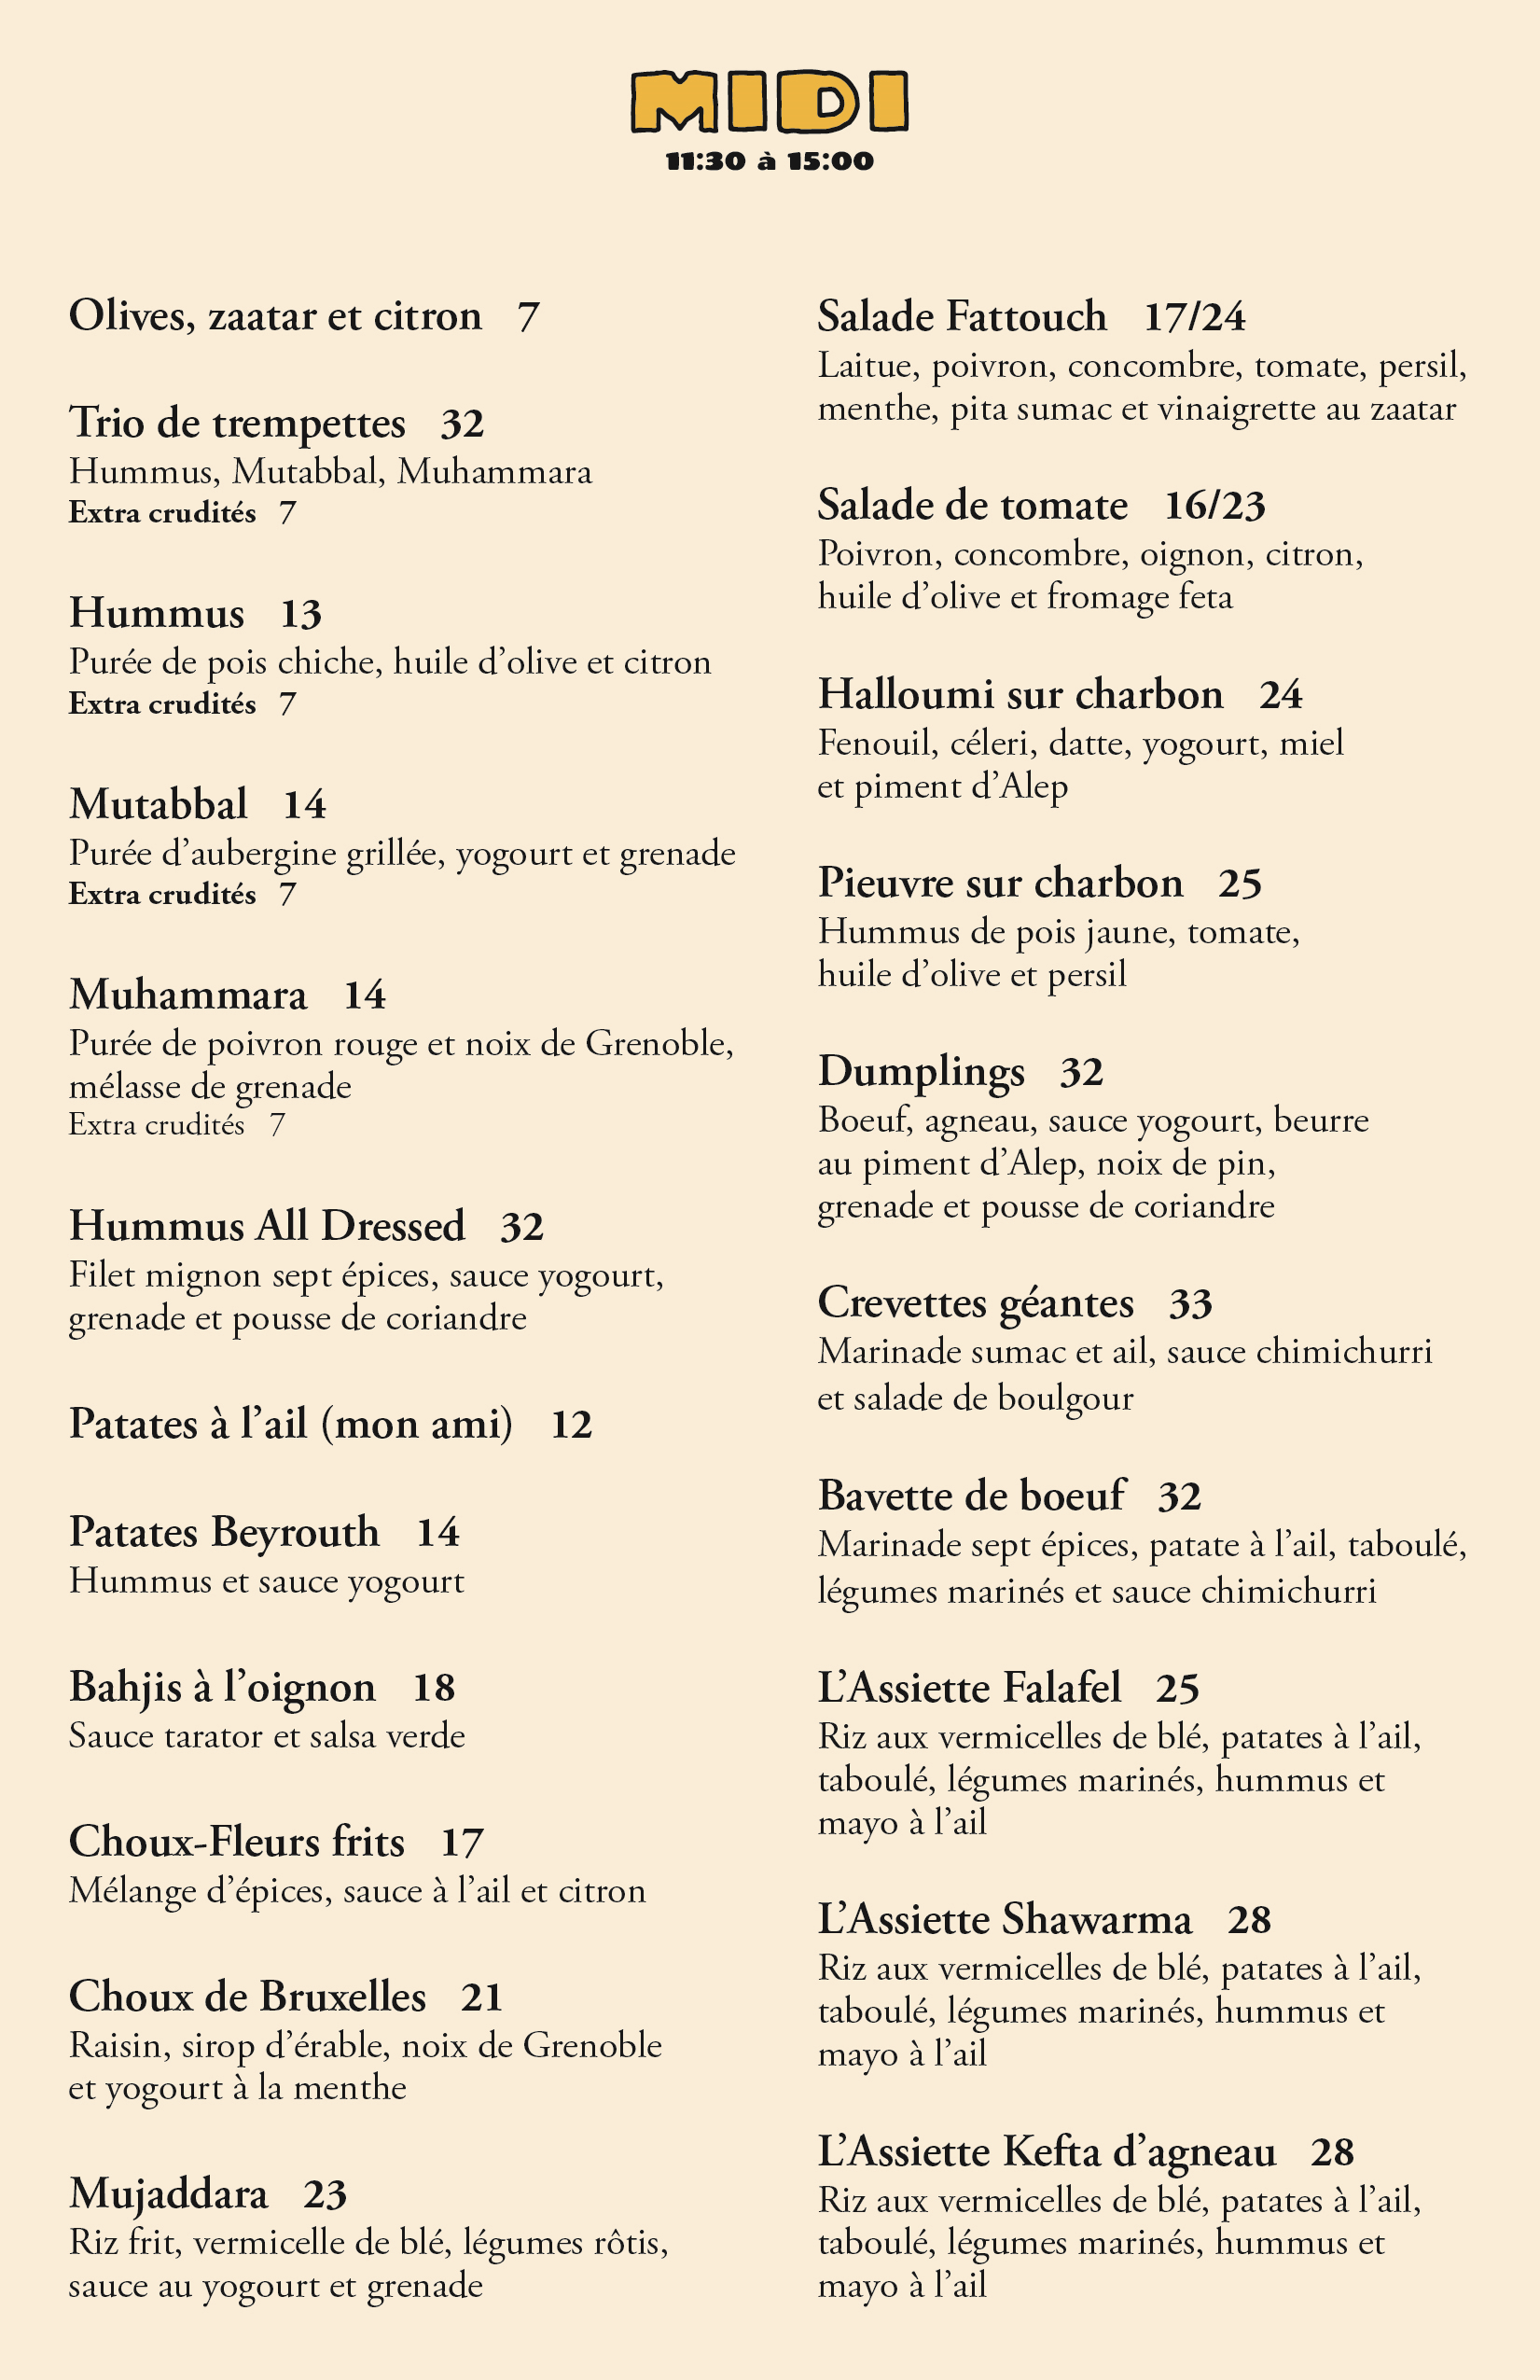 MIDI
11:30 à 15:00
Olives, zaatar et citron 7
Trio de trempettes 32
Hummus, Mutabbal, Muhammara
Extra crudités 7
Hummus 13
Purée de pois chiche, huile d’olive et citron
Extra crudités 7
Mutabbal 14
Purée d’aubergine grillée, yogourt et grenade
Extra crudités 7
Muhammara 14
Purée de poivron rouge et noix de Grenoble,
mélasse de grenade
Extra crudités 7
Hummus All Dressed 32
Filet mignon sept épices, sauce yogourt,
grenade et pousse de coriandre
Patates à l’ail (mon ami) 12
Patates Beyrouth 14
Hummus et sauce yogourt
Bahjis à l’oignon 18
Sauce tarator et salsa verde
Choux-Fleurs frits 17
Mélange d’épices, sauce à l’ail et citron
Choux de Bruxelles 21
Raisin, sirop d’érable, noix de Grenoble
et yogourt à la menthe
Mujaddara 23
Riz frit, vermicelle de blé, légumes rôtis,
sauce au yogourt et grenade
Salade Fattouch 17/24
Laitue, poivron, concombre, tomate, persil,
menthe, pita sumac et vinaigrette au zaatar
Salade de tomate 16/23
Poivron, concombre, oignon, citron,
huile d’olive et fromage feta
Halloumi sur charbon 24
Fenouil, céleri, datte, yogourt, miel
et piment d’Alep
Pieuvre sur charbon 25
Hummus de pois jaune, tomate,
huile d’olive et persil
Dumplings 32
Boeuf, agneau, sauce yogourt, beurre
au piment d’Alep, noix de pin,
grenade et pousse de coriandre
Crevettes géantes 33
Marinade sumac et ail, sauce chimichurri
et salade de boulgour
Bavette de boeuf 32
Marinade sept épices, patate à l’ail, taboulé,
légumes marinés et sauce chimichurri
L’Assiette Falafel 25
Riz aux vermicelles de blé, patates à l’ail,
taboulé, légumes marinés, hummus et
mayo à l’ail
L’Assiette Shawarma 28
Riz aux vermicelles de blé, patates à l’ail,
taboulé, légumes marinés, hummus et
mayo à l’ail
L’Assiette Kefta d’agneau 28
Riz aux vermicelles de blé, patates à l’ail,
taboulé, légumes marinés, hummus et
mayo à l’ail